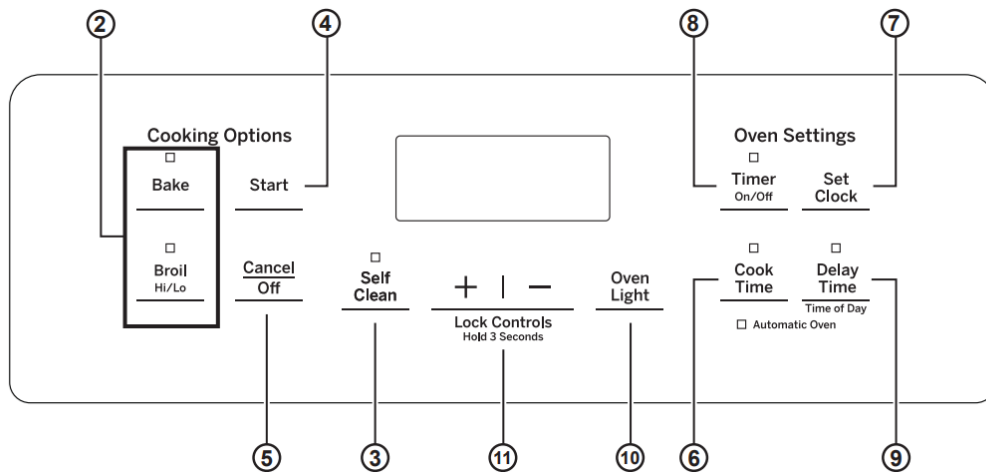 2
4
8
7
Cooking Options
Oven Settings
Bake
Start
Timer
On/Off
Set
Clock
Broil
Hi/Lo
Cancel
Off
Self
Clean
+ | −
Lock Controls
Hold 3 Seconds
Oven
Light
Cook
Time
Delay
Time
Time of Day
Automatic Oven
5
3
11
10
6
9